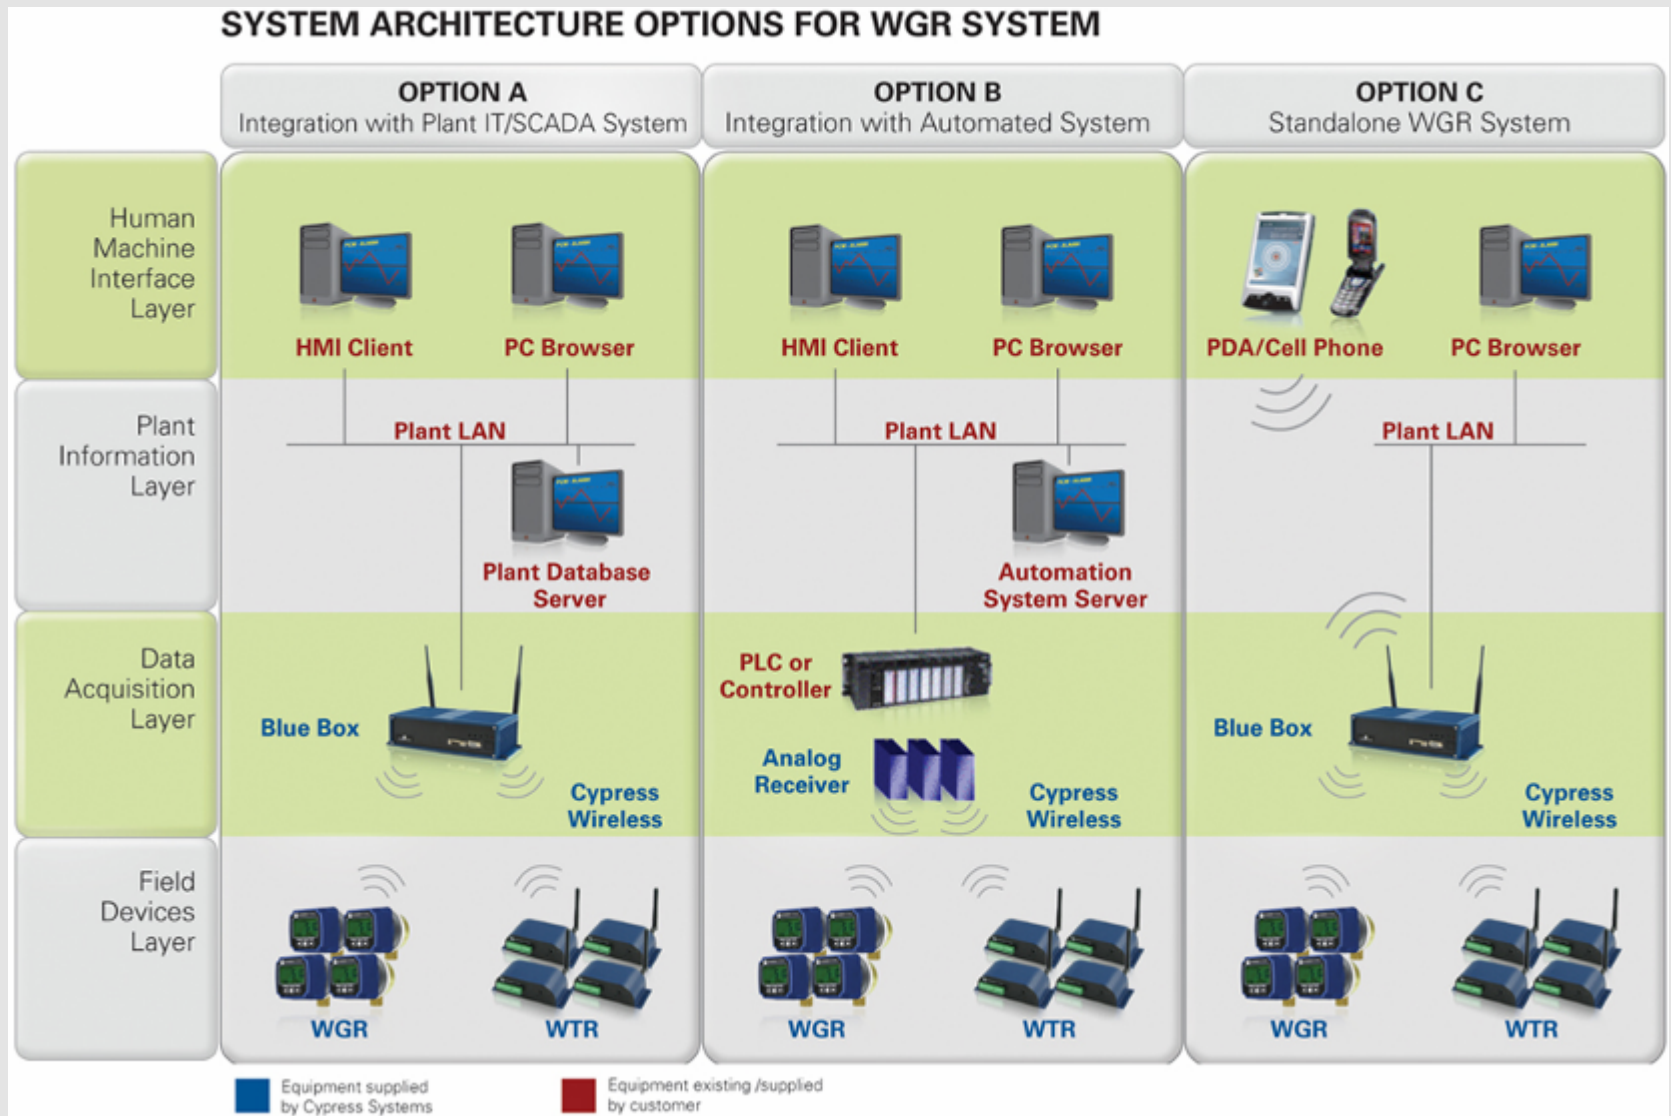 SYSTEM ARCHITECTURE OPTIONS FOR WGR SYSTEM
OPTION A
Integration with Plant IT/SCADA System
OPTION B
Integration with Automated System
OPTION C
Standalone WGR System
Human
Machine
Interface
Layer
HMI Client
PC Browser
HMI Client
PC Browser
PDA/Cell Phone
PC Browser
Plant
Information
Layer
Plant LAN
Plant Database
Server
Plant LAN
Automation
System Server
Plant LAN
Data
Acquisition
Layer
Blue Box
Cypress
Wireless
PLC or
Controller
Analog
Receiver
Cypress
Wireless
Blue Box
Cypress
Wireless
Field
Devices
Layer
WGR
WTR
WGR
WTR
WGR
WTR
Equipment supplied
by Cypress Systems
Equipment existing /supplied
by customer